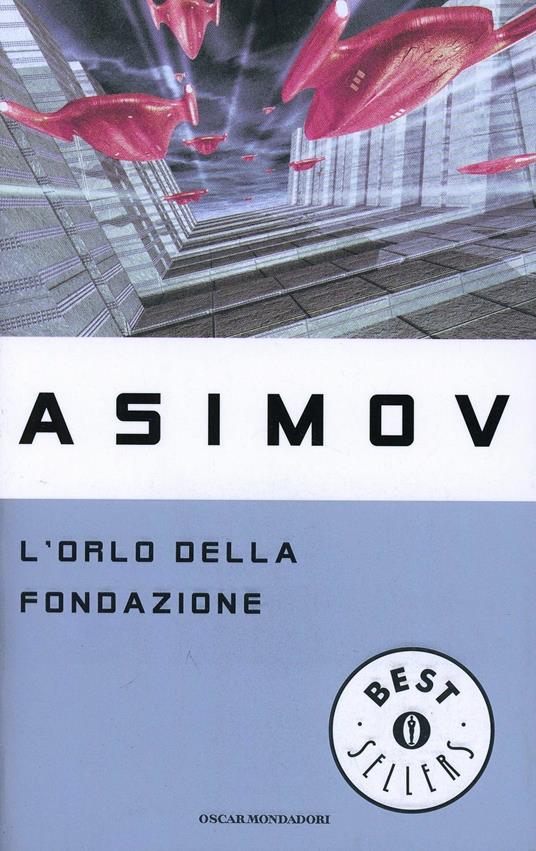 ASIMOV
L'ORLO DELLA
FONDAZIONE
BEST
SELLERS
OSCAR MONDADORI